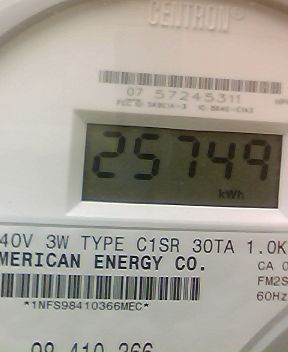 CENTRON®
07 57245311
25749
kWh
40V 3W TYPE C1SR 30TA 1.0K
MERICAN ENERGY CO. CA 0
FM2S
60Hz
*1NFS98410366MEC*
98 410 366